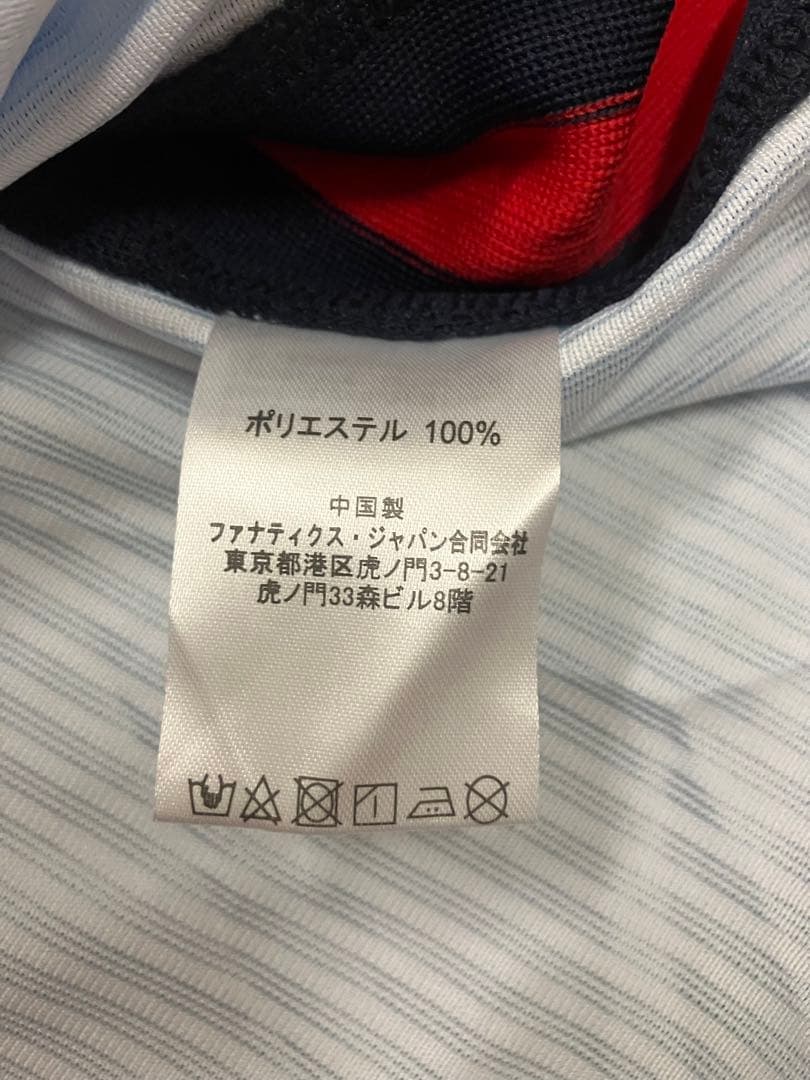 ポリエステル 100%
中国製
ファナティクス・ジャパン合同会社
東京都港区虎ノ門3-8-21
虎ノ門33森ビル8階